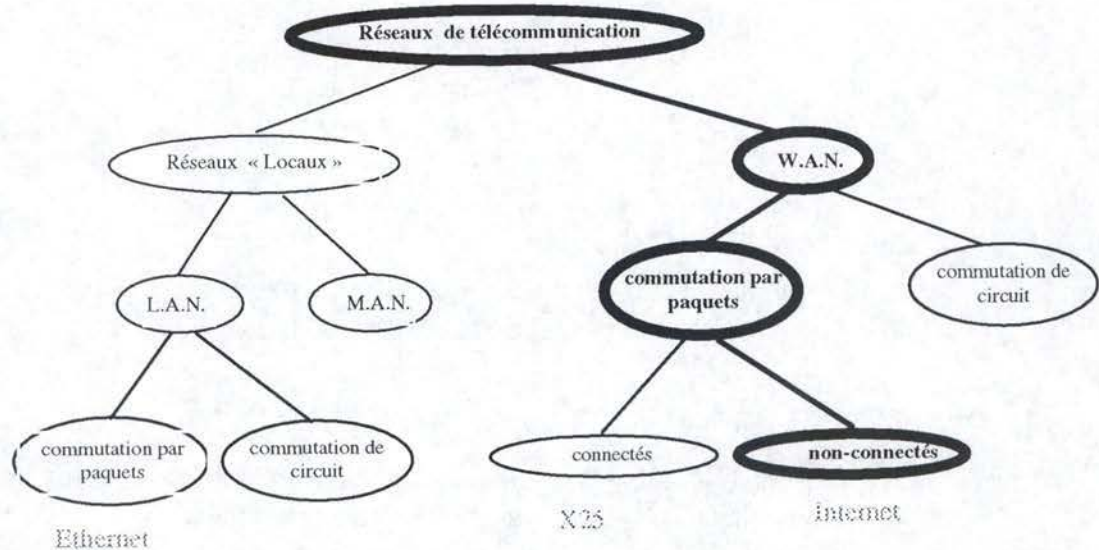 Réseaux de télécommunication
Réseaux « Locaux »
W.A.N.
L.A.N.
M.A.N.
commutation par
paquets
commutation de
circuit
commutation par
paquets
commutation de
circuit
connectés
non-connectés
Ethernet
X25
Internet